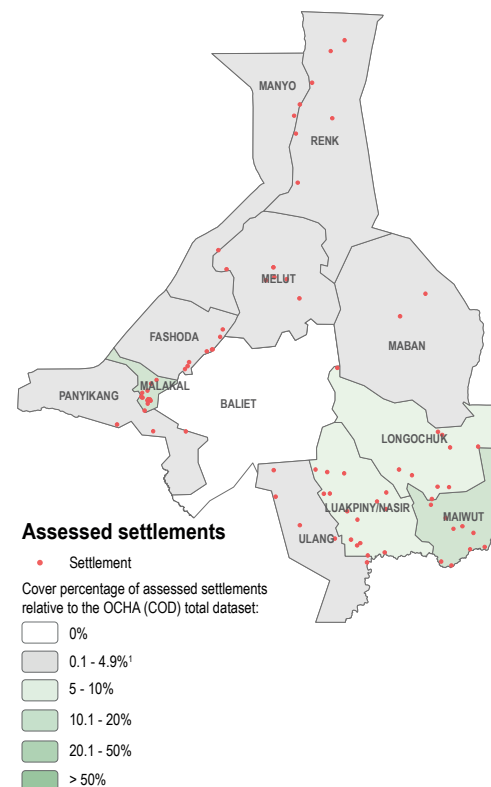 MANYO
RENK
MELUT
FASHODA
MABAN
MALAKAL
PANYIKANG
BALIET
LONGOCHUK
LUAKPINY/NASIR
MAIWUT
ULANG
Assessed settlements
Settlement
Cover percentage of assessed settlements
relative to the OCHA (COD) total dataset:
0%
0.1 - 4.9%¹
5 - 10%
10.1 - 20%
20.1 - 50%
> 50%